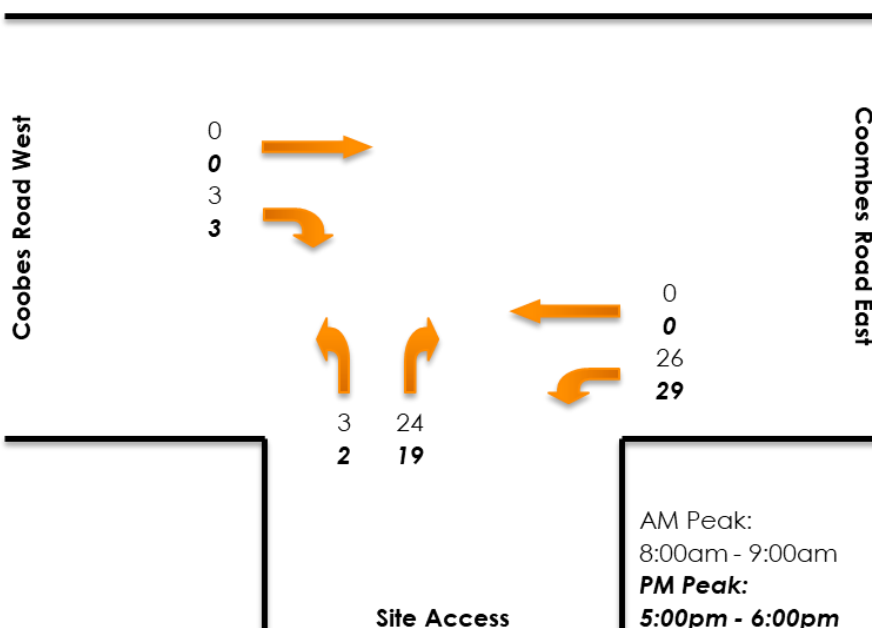 Coobes Road West
0
0
3
3
Coombes Road East
0
0
26
29
3 24
2 19
AM Peak:
8:00am - 9:00am
PM Peak:
5:00pm - 6:00pm
Site Access